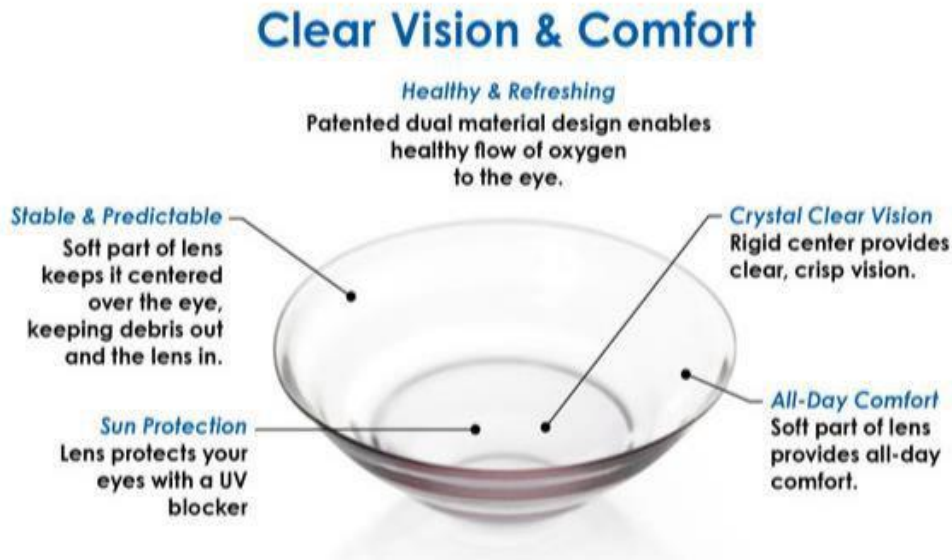 Clear Vision & Comfort
Healthy & Refreshing
Patented dual material design enables
healthy flow of oxygen
to the eye.
Stable & Predictable
Soft part of lens
keeps it centered
over the eye,
keeping debris out
and the lens in.
Crystal Clear Vision
Rigid center provides
clear, crisp vision.
Sun Protection
Lens protects your
eyes with a UV
blocker
All-Day Comfort
Soft part of lens
provides all-day
comfort.